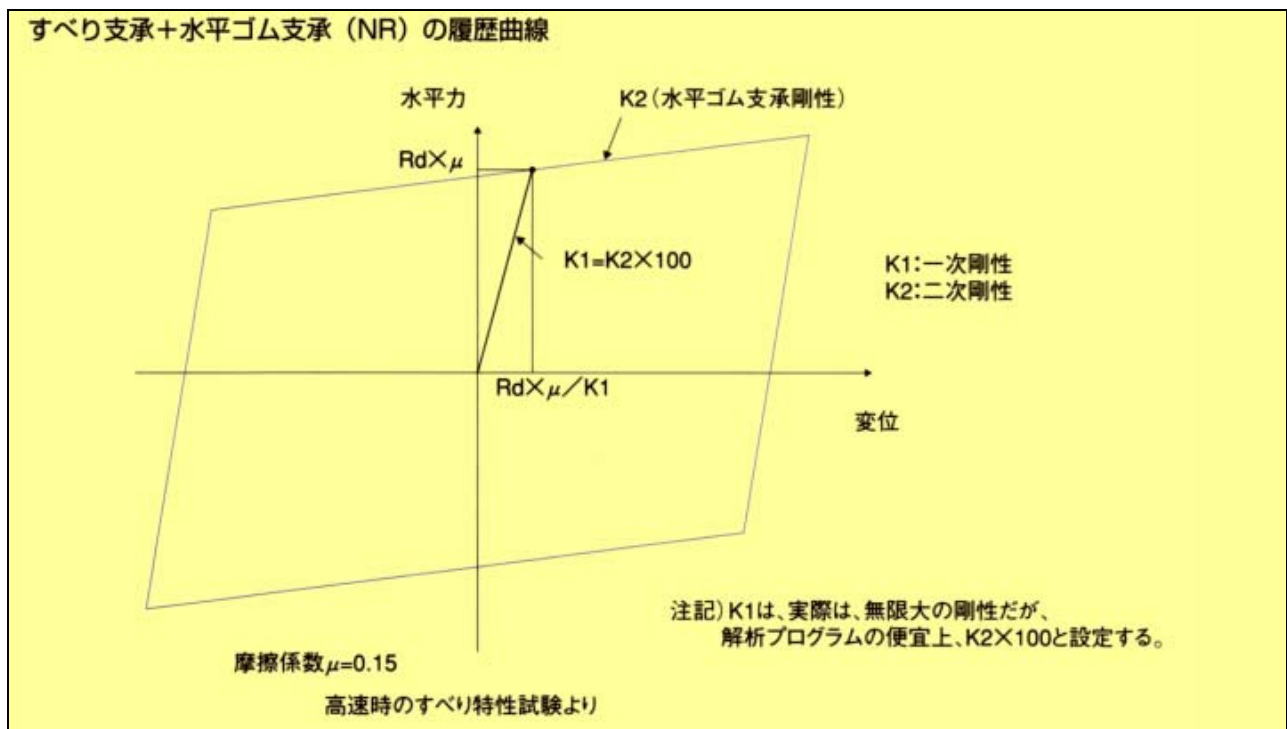 すべり支承＋水平ゴム支承（NR）の履歴曲線
水平力
K2（水平ゴム支承剛性）
Rd×μ
K1=K2×100
K1：一次剛性
K2：二次剛性
Rd×μ／K1
変位
注記）K1は、実際は、無限大の剛性だが、
解析プログラムの便宜上、K2×100と設定する。
摩擦係数μ=0.15
高速時のすべり特性試験より